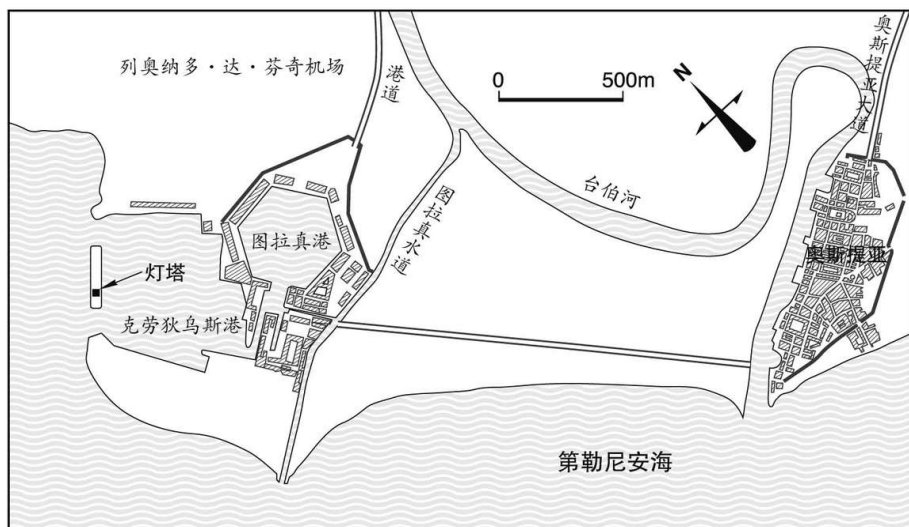 列奥纳多·达·芬奇机场
港道
0 500m
N
奥斯提亚大道
台伯河
图拉真水道
图拉真港
奥斯提亚
灯塔
克劳狄乌斯港
第勒尼安海